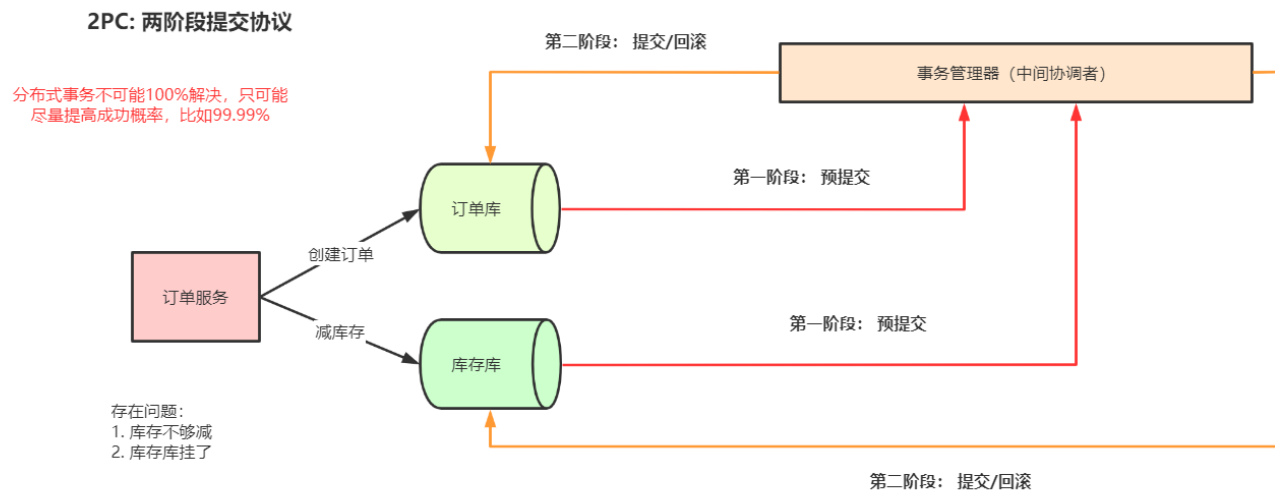 2PC: 两阶段提交协议
第二阶段： 提交/回滚
事务管理器（中间协调者）
分布式事务不可能100%解决，只可能
尽量提高成功概率，比如99.99%
第一阶段： 预提交
订单库
创建订单
订单服务
减库存
第一阶段： 预提交
库存库
存在问题：
1. 库存不够减
2. 库存库挂了
第二阶段： 提交/回滚